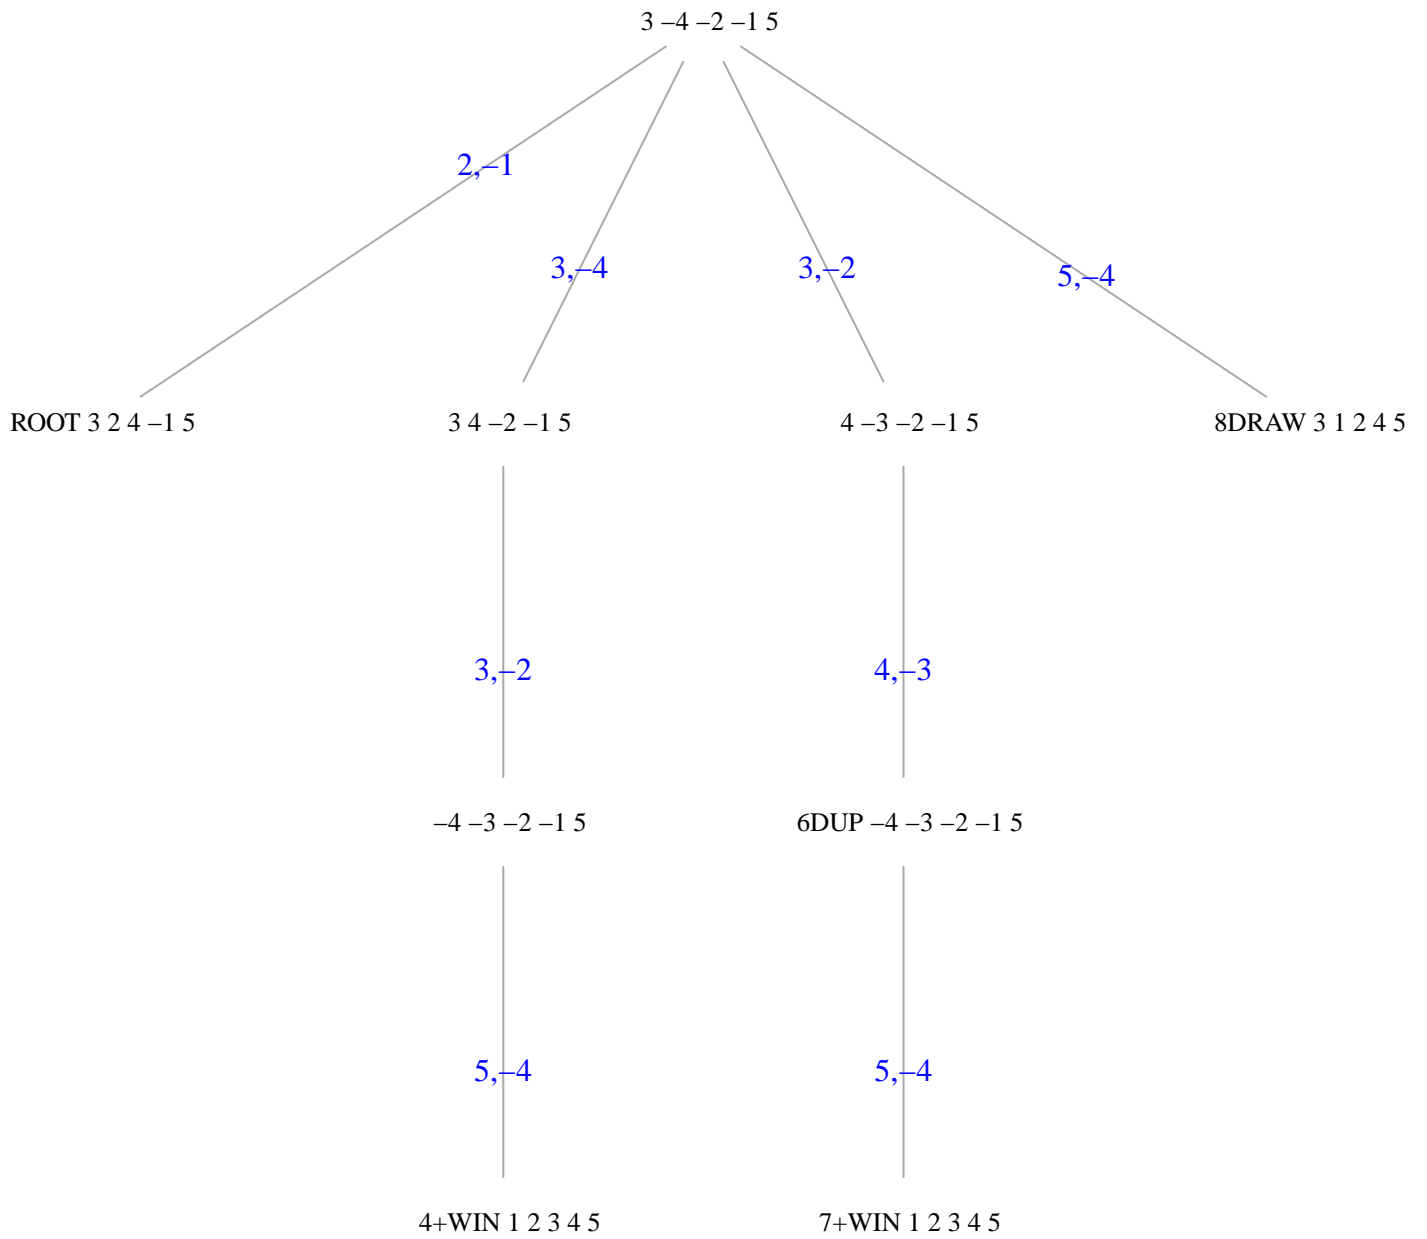 3 –4 –2 –1 5
2,–1
3,–4
3,–2
5,–4
ROOT 3 2 4 –1 5
3 4 –2 –1 5
4 –3 –2 –1 5
8DRAW 3 1 2 4 5
3,–2
4,–3
–4 –3 –2 –1 5
6DUP –4 –3 –2 –1 5
5,–4
5,–4
4+WIN 1 2 3 4 5
7+WIN 1 2 3 4 5